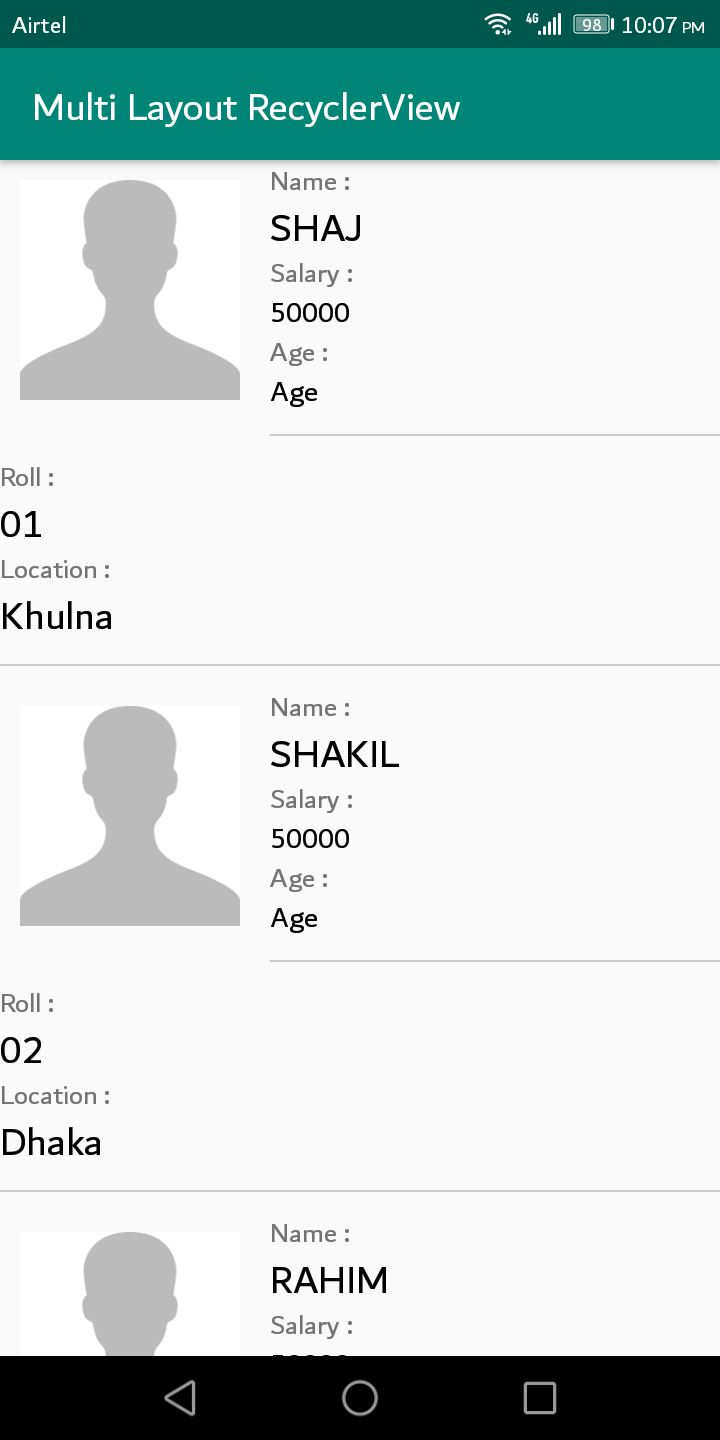 Airtel
4G 98 10:07 PM
Multi Layout RecyclerView
Name :
SHAJ
Salary :
50000
Age :
Age
Roll :
01
Location :
Khulna
Name :
SHAKIL
Salary :
50000
Age :
Age
Roll :
02
Location :
Dhaka
Name :
RAHIM
Salary :